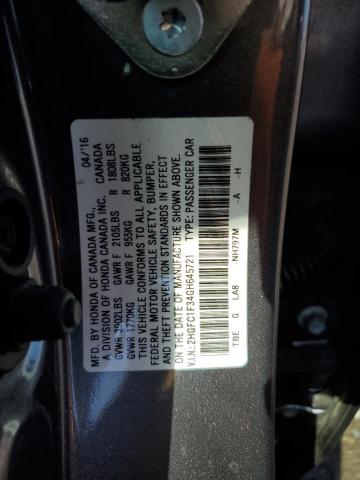 MFD. BY HONDA OF CANADA MFG., 04/16
A DIVISION OF HONDA CANADA INC. CANADA
GVWR 3902LBS GAWR F 2105LBS R 1808LBS
GVWR 1770KG GAWR F 955KG R 820KG
THIS VEHICLE CONFORMS TO ALL APPLICABLE
FEDERAL MOTOR VEHICLE SAFETY, BUMPER,
AND THEFT PREVENTION STANDARDS IN EFFECT
ON THE DATE OF MANUFACTURE SHOWN ABOVE.
V.I.N.: 2HGFC1F34GH645721 TYPE: PASSENGER CAR
TBE G LA8 NH797M -A -H